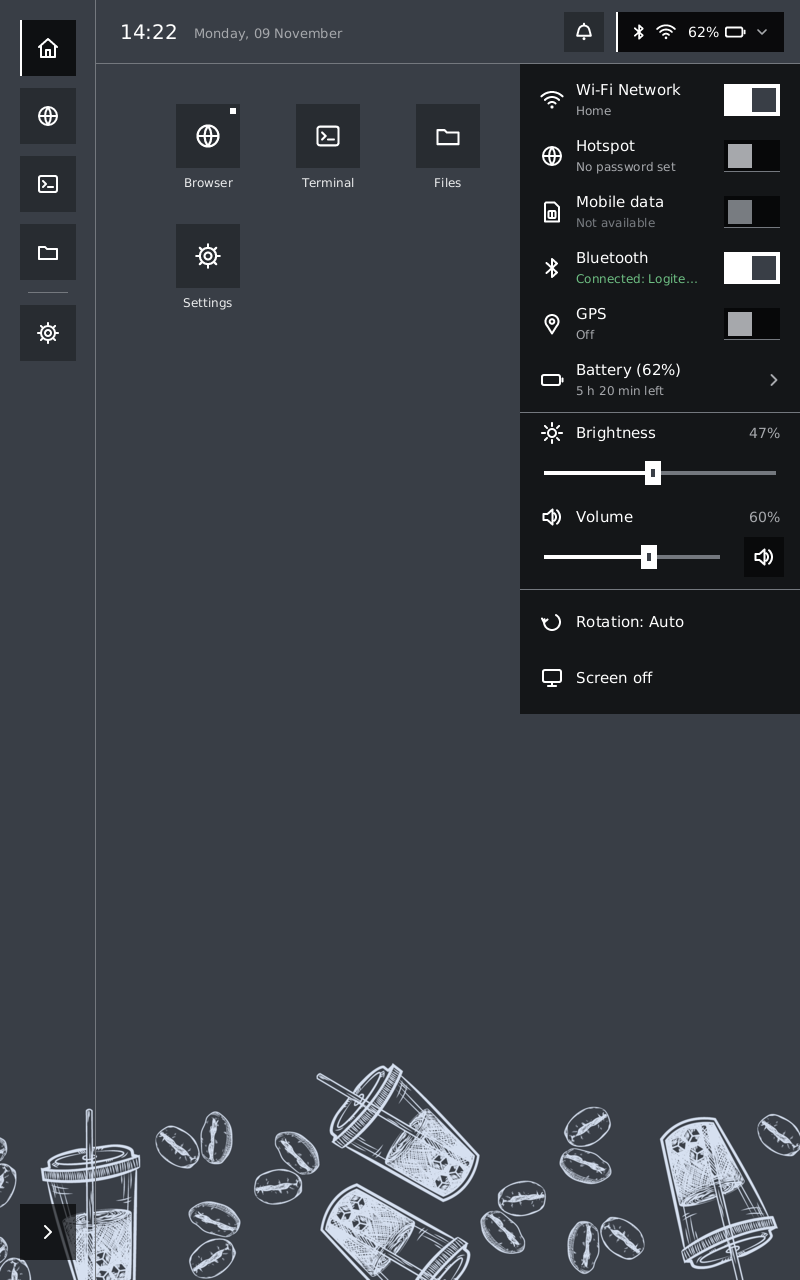 14:22 Monday, 09 November
62%
Browser
Terminal
Files
Settings
Wi-Fi Network
Home
Hotspot
No password set
Mobile data
Not available
Bluetooth
Connected: Logite...
GPS
Off
Battery (62%)
5 h 20 min left
Brightness 47%
Volume 60%
Rotation: Auto
Screen off